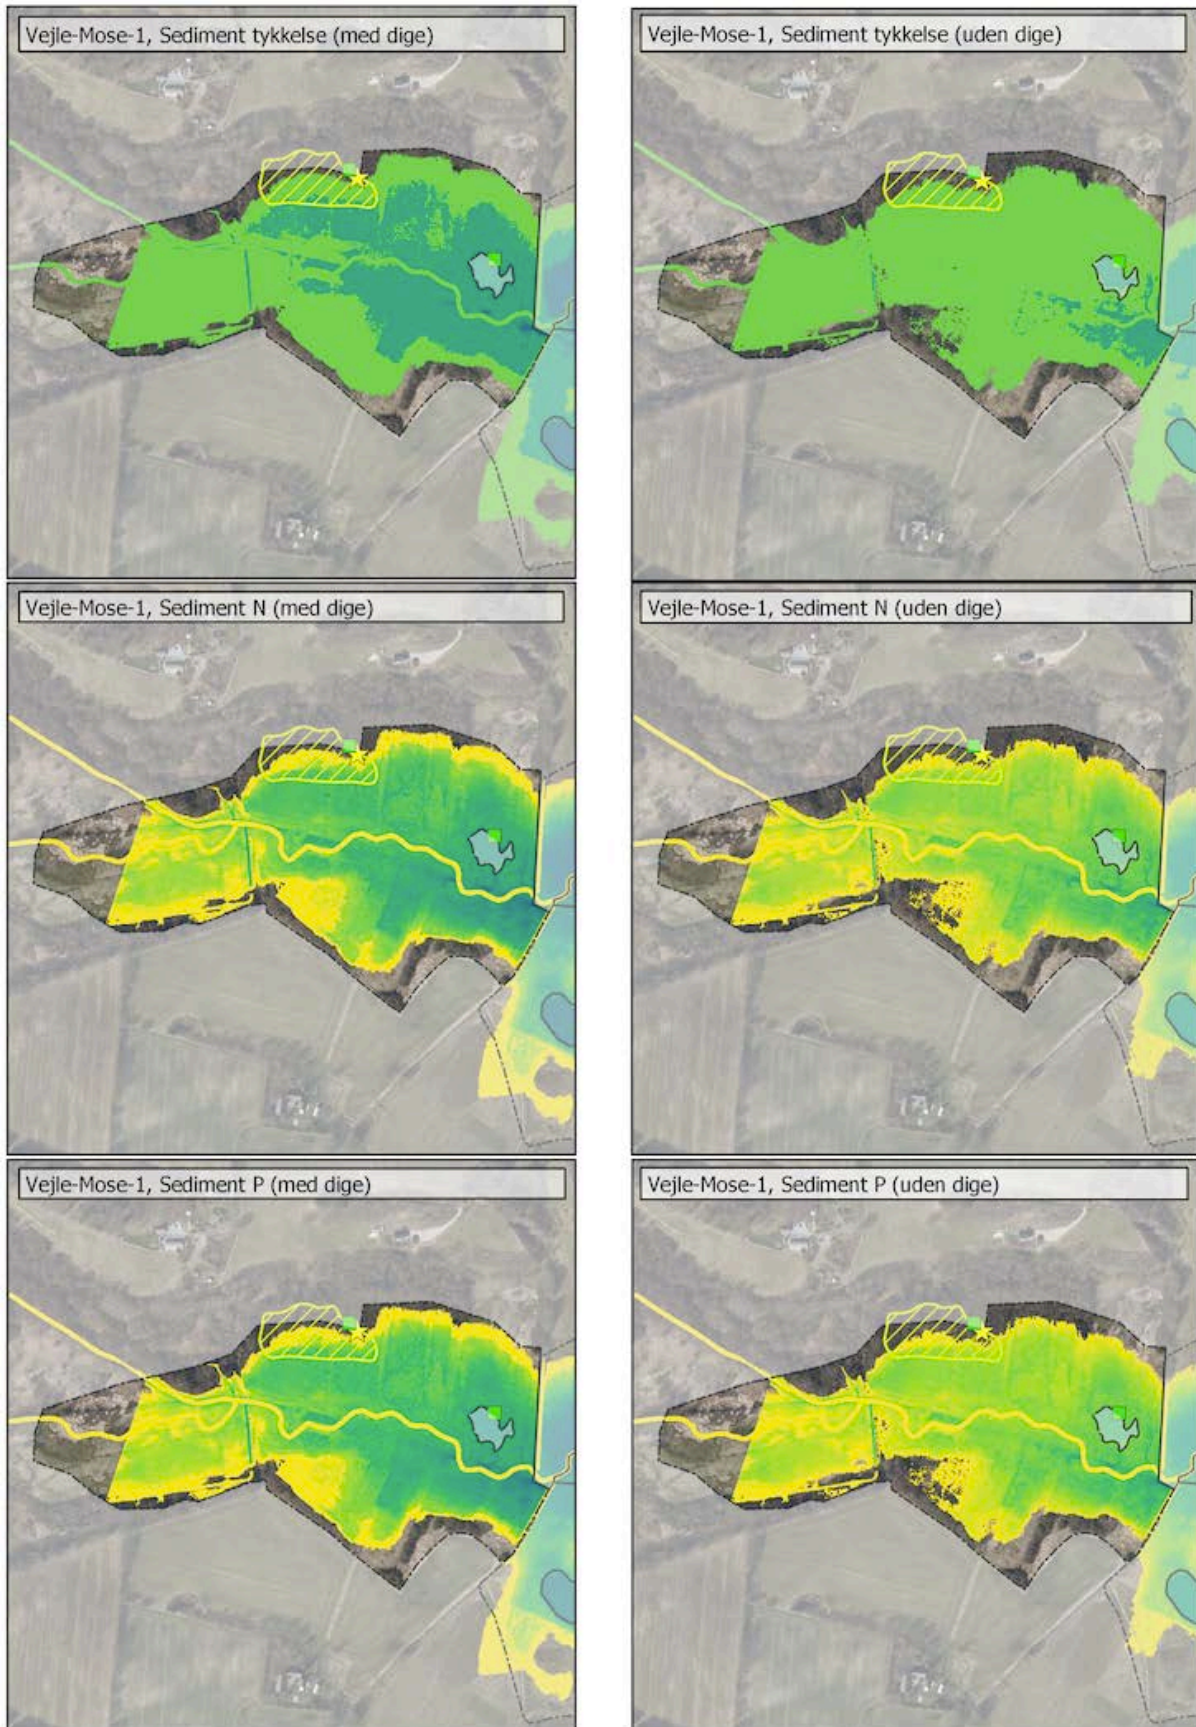 Vejle-Mose-1, Sediment tykkelse (med dige)
Vejle-Mose-1, Sediment tykkelse (uden dige)
Vejle-Mose-1, Sediment N (med dige)
Vejle-Mose-1, Sediment N (uden dige)
Vejle-Mose-1, Sediment P (med dige)
Vejle-Mose-1, Sediment P (uden dige)